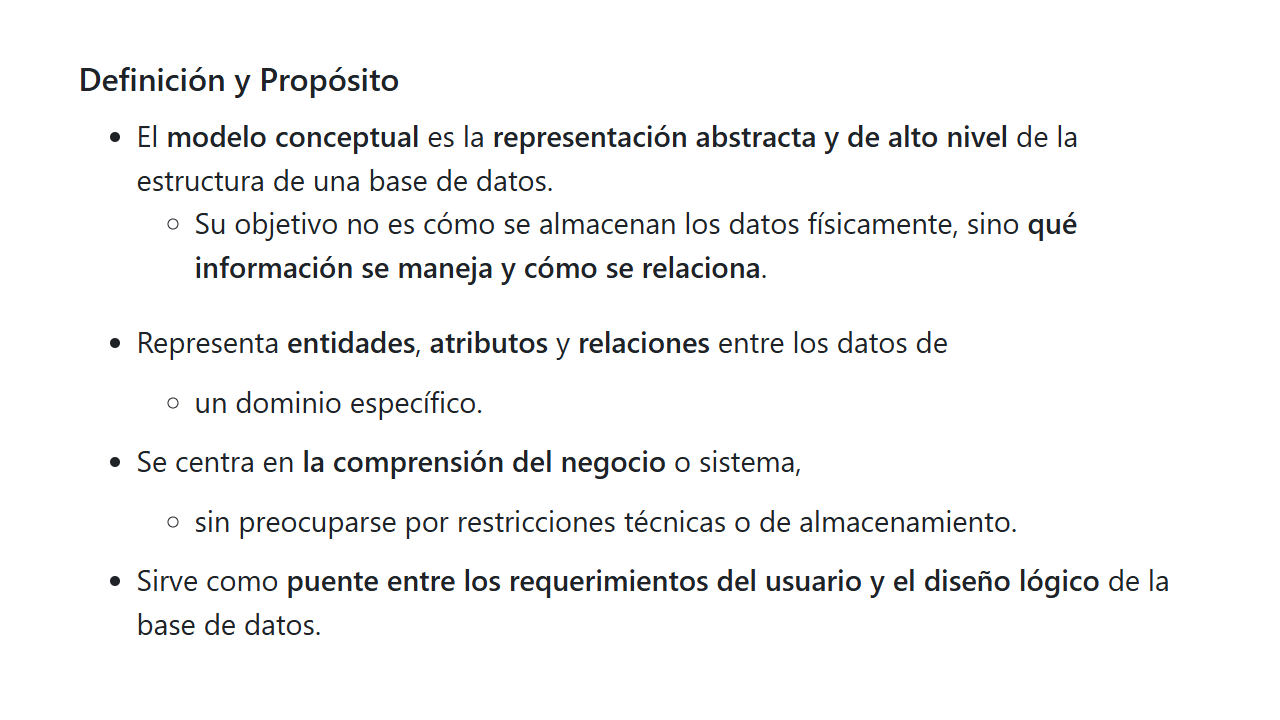 Definición y Propósito
El modelo conceptual es la representación abstracta y de alto nivel de la
estructura de una base de datos.
Su objetivo no es cómo se almacenan los datos físicamente, sino qué
información se maneja y cómo se relaciona.
Representa entidades, atributos y relaciones entre los datos de
un dominio específico.
Se centra en la comprensión del negocio o sistema,
sin preocuparse por restricciones técnicas o de almacenamiento.
Sirve como puente entre los requerimientos del usuario y el diseño lógico de la
base de datos.